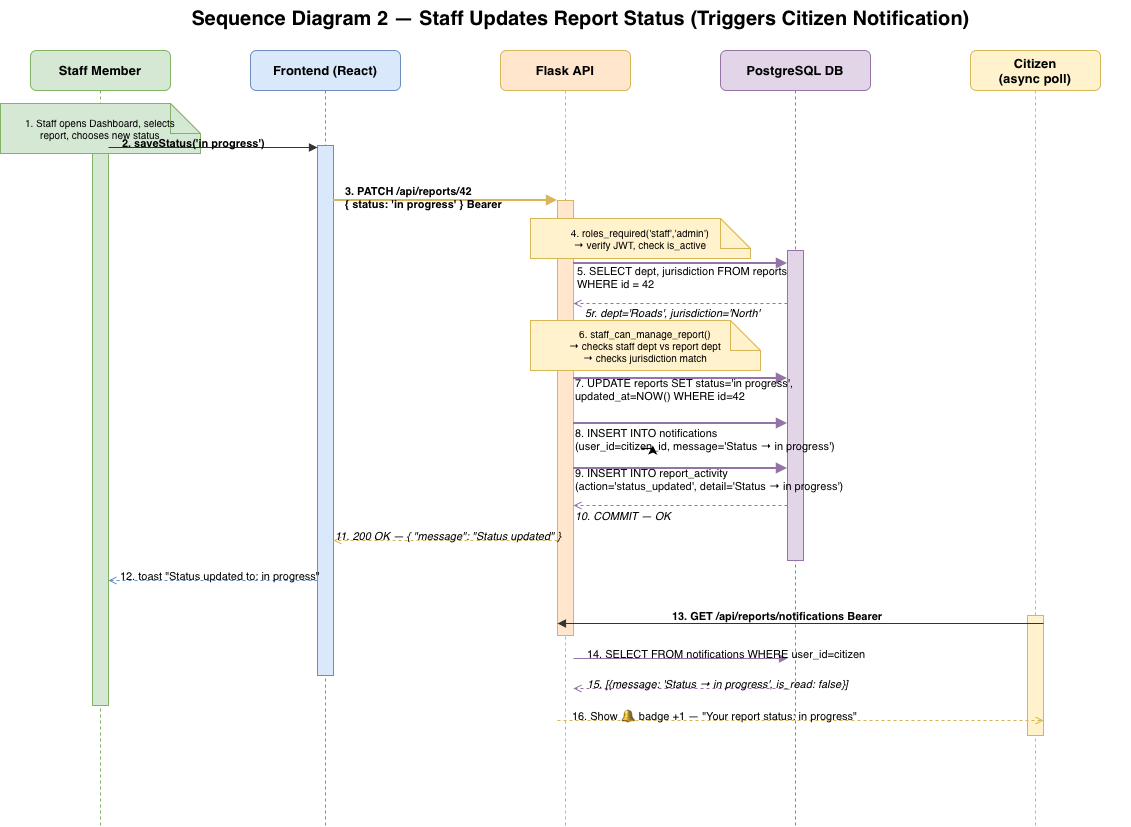 Sequence Diagram 2 — Staff Updates Report Status (Triggers Citizen Notification)
Staff Member
Frontend (React)
Flask API
PostgreSQL DB
Citizen
(async poll)
1. Staff opens Dashboard, selects
report, chooses new status
2. saveStatus('in progress')
3. PATCH /api/reports/42
{ status: 'in progress' } Bearer
4. roles_required('staff','admin')
→ verify JWT, check is_active
5. SELECT dept, jurisdiction FROM reports
WHERE id = 42
5r. dept='Roads', jurisdiction='North'
6. staff_can_manage_report()
→ checks staff dept vs report dept
→ checks jurisdiction match
7. UPDATE reports SET status='in progress',
updated_at=NOW() WHERE id=42
8. INSERT INTO notifications
(user_id=citizen_id, message='Status → in progress')
9. INSERT INTO report_activity
(action='status_updated', detail='Status → in progress')
10. COMMIT — OK
11. 200 OK — { "message": "Status updated" }
12. toast "Status updated to: in progress"
13. GET /api/reports/notifications Bearer
14. SELECT FROM notifications WHERE user_id=citizen
15. [{message: 'Status → in progress', is_read: false}]
16. Show 🔔 badge +1 — "Your report status: in progress"